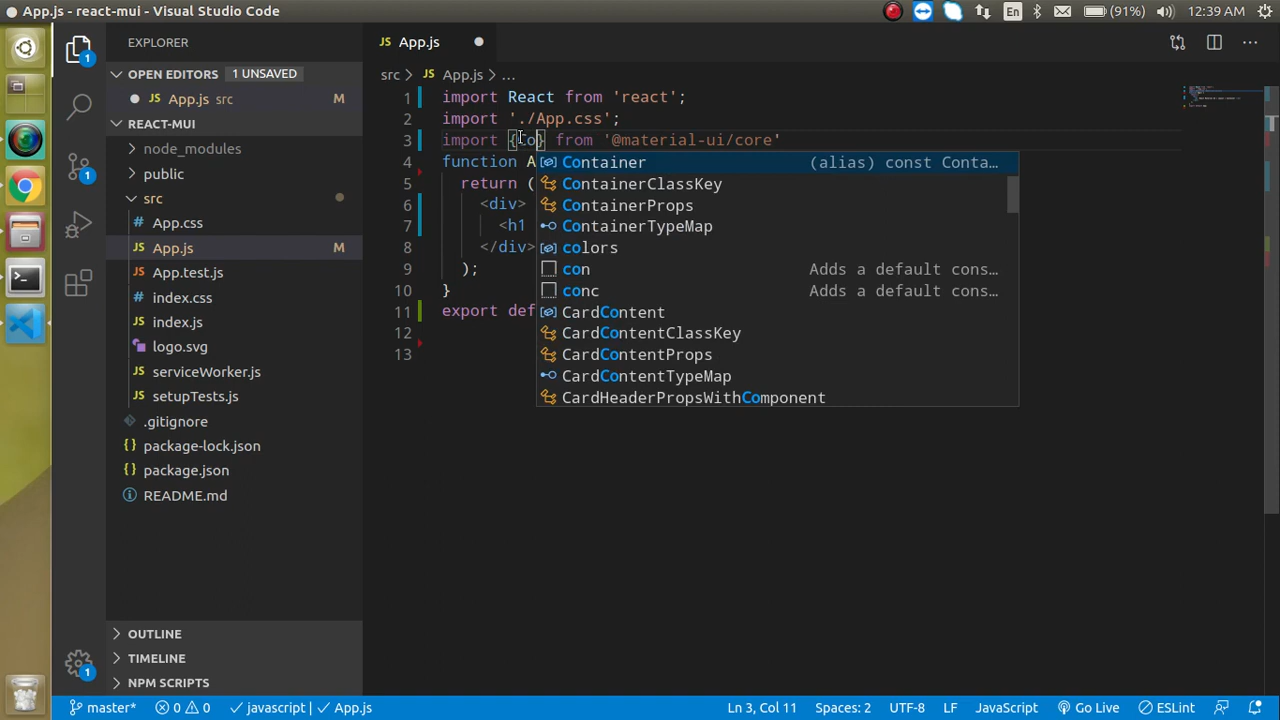 App.js - react-mui - Visual Studio Code
En (91%) 12:39 AM
EXPLORER
OPEN EDITORS 1 UNSAVED
App.js src M
REACT-MUI
node_modules
public
src
App.css
App.js M
App.test.js
index.css
index.js
logo.svg
serviceWorker.js
setupTests.js
.gitignore
package-lock.json
package.json
README.md
OUTLINE
TIMELINE
NPM SCRIPTS
1
1
1
App.js
src > App.js > ...
1 import React from 'react';
2 import './App.css';
3 import {co} from '@material-ui/core'
4 function A
5 return (
6 <div>
7 <h1
8 </div>
9 );
10 }
11 export def
12
13
Container (alias) const Conta…
ContainerClassKey
ContainerProps
ContainerTypeMap
colors
con Adds a default cons…
conc Adds a default cons…
CardContent
CardContentClassKey
CardContentProps
CardContentTypeMap
CardHeaderPropsWithComponent
master* 0 0 javascript | App.js Ln 3, Col 11 Spaces: 2 UTF-8 LF JavaScript Go Live ESLint